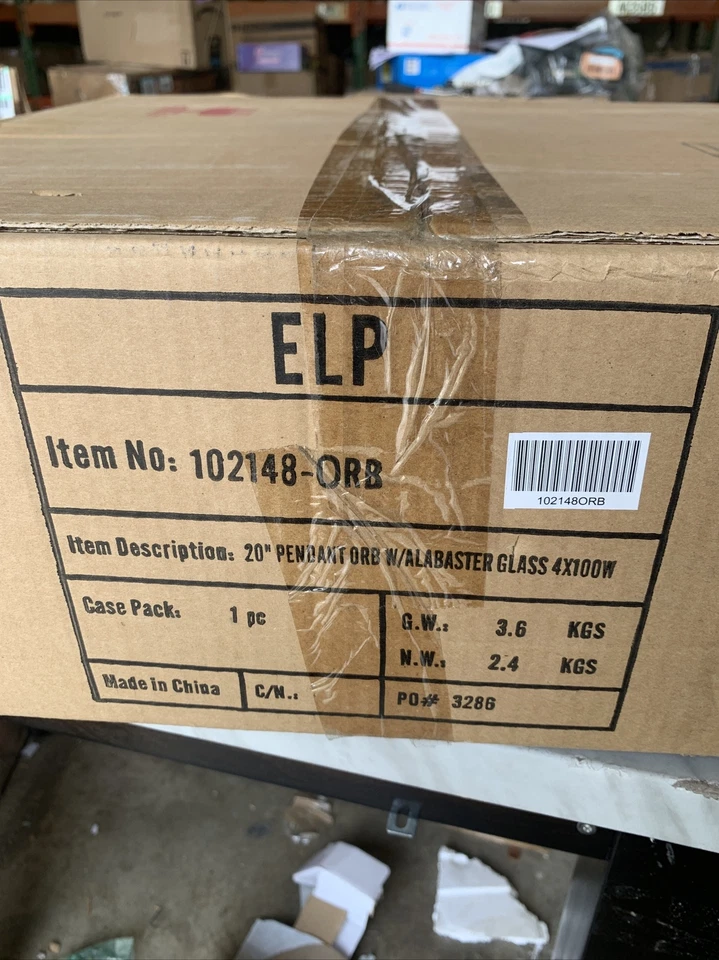 ELP
Item No: 102148-ORB
102148ORB
Item Description: 20" PENDANT ORB W/ALABASTER GLASS 4X100W
Case Pack: 1 pc
G.W.: 3.6 KGS
N.W.: 2.4 KGS
Made in China
C/N.:
PO# 3286